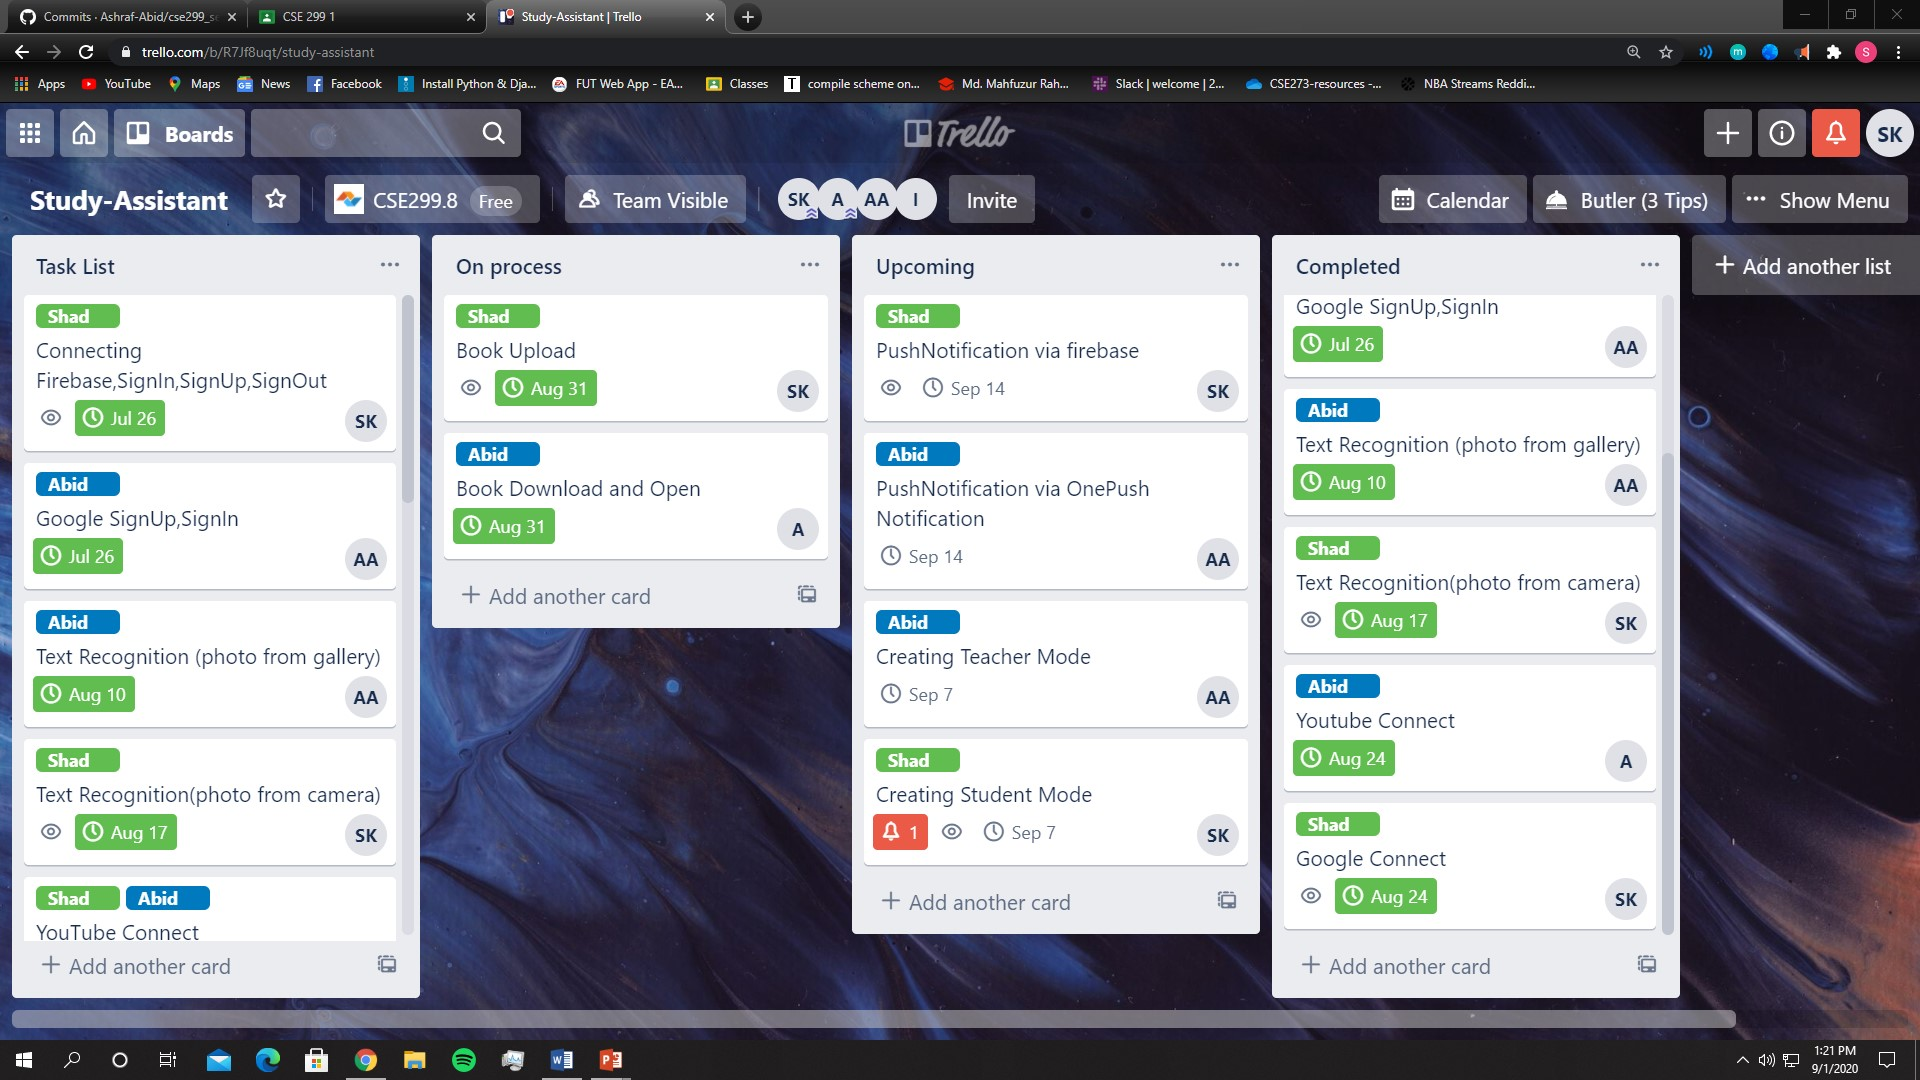 Commits · Ashraf-Abid/cse299_se
CSE 299 1
Study-Assistant | Trello
trello.com/b/R7Jf8uqt/study-assistant
S
Apps
YouTube
Maps
News
Facebook
Install Python & Dja...
FUT Web App - EA...
Classes
compile scheme on...
Md. Mahfuzur Rah...
Slack | welcome | 2...
CSE273-resources -...
NBA Streams Reddi...
Boards
Trello
SK
Study-Assistant
CSE299.8 Free
Team Visible
SK A AA I
Invite
Calendar
Butler (3 Tips)
Show Menu
Task List
Shad
Connecting
Firebase,SignIn,SignUp,SignOut
Jul 26
SK
Abid
Google SignUp,SignIn
Jul 26
AA
Abid
Text Recognition (photo from gallery)
Aug 10
AA
Shad
Text Recognition(photo from camera)
Aug 17
SK
Shad Abid
YouTube Connect
Add another card
On process
Shad
Book Upload
Aug 31
SK
Abid
Book Download and Open
Aug 31
A
Add another card
Upcoming
Shad
PushNotification via firebase
Sep 14
SK
Abid
PushNotification via OnePush
Notification
Sep 14
AA
Abid
Creating Teacher Mode
Sep 7
AA
Shad
Creating Student Mode
1 Sep 7
SK
Add another card
Completed
Google SignUp,SignIn
Jul 26
AA
Abid
Text Recognition (photo from gallery)
Aug 10
AA
Shad
Text Recognition(photo from camera)
Aug 17
SK
Abid
Youtube Connect
Aug 24
A
Shad
Google Connect
Aug 24
SK
Add another card
Add another list
1:21 PM
9/1/2020